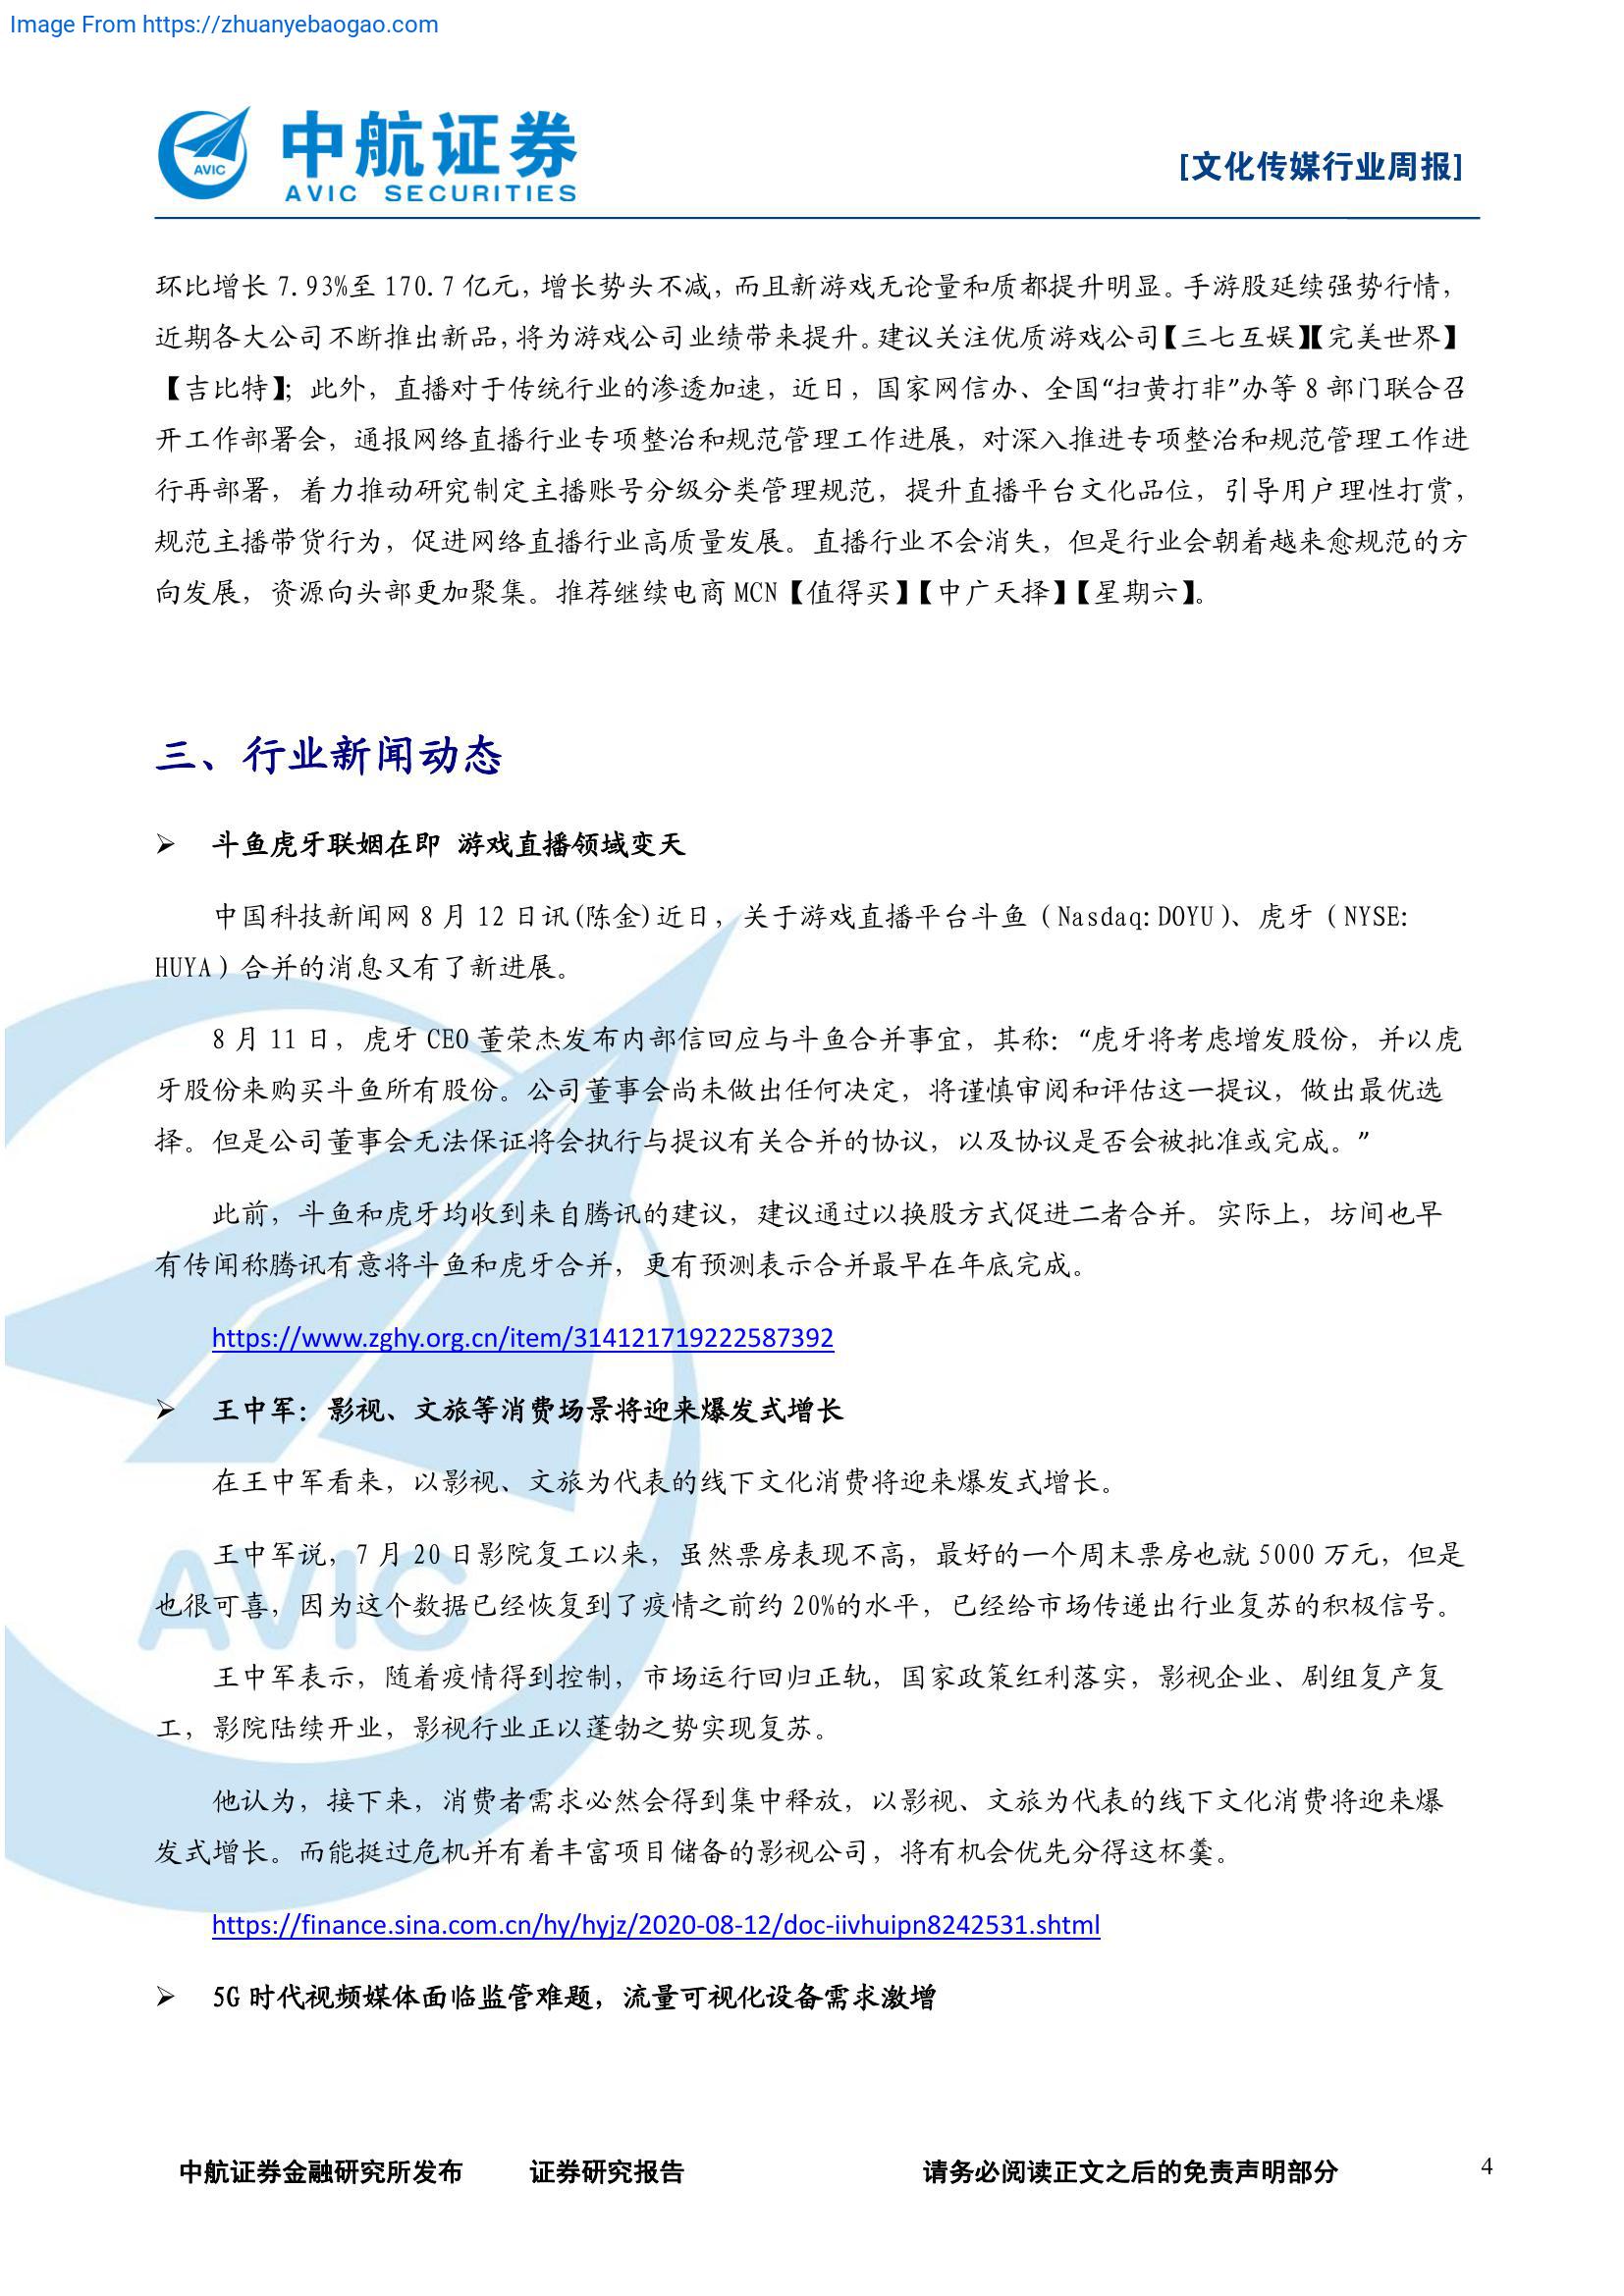 Image From https://zhuanyebaogao.com
AVIC
中航证券
AVIC SECURITIES
[文化传媒行业周报]
环比增长 7.93%至 170.7 亿元，增长势头不减，而且新游戏无论量和质都提升明显。手游股延续强势行情，
近期各大公司不断推出新品，将为游戏公司业绩带来提升。建议关注优质游戏公司【三七互娱】【完美世界】
【吉比特】；此外，直播对于传统行业的渗透加速，近日，国家网信办、全国“扫黄打非”办等 8 部门联合召
开工作部署会，通报网络直播行业专项整治和规范管理工作进展，对深入推进专项整治和规范管理工作进
行再部署，着力推动研究制定主播账号分级分类管理规范，提升直播平台文化品位，引导用户理性打赏，
规范主播带货行为，促进网络直播行业高质量发展。直播行业不会消失，但是行业会朝着越来愈规范的方
向发展，资源向头部更加聚集。推荐继续电商 MCN【值得买】【中广天择】【星期六】。
三、行业新闻动态
➢ 斗鱼虎牙联姻在即 游戏直播领域变天
中国科技新闻网 8 月 12 日讯(陈金)近日，关于游戏直播平台斗鱼（Nasdaq:DOYU）、虎牙（NYSE:
HUYA）合并的消息又有了新进展。
8 月 11 日，虎牙 CEO 董荣杰发布内部信回应与斗鱼合并事宜，其称：“虎牙将考虑增发股份，并以虎
牙股份来购买斗鱼所有股份。公司董事会尚未做出任何决定，将谨慎审阅和评估这一提议，做出最优选
择。但是公司董事会无法保证将会执行与提议有关合并的协议，以及协议是否会被批准或完成。”
此前，斗鱼和虎牙均收到来自腾讯的建议，建议通过以换股方式促进二者合并。实际上，坊间也早
有传闻称腾讯有意将斗鱼和虎牙合并，更有预测表示合并最早在年底完成。
https://www.zghy.org.cn/item/314121719222587392
➢ 王中军：影视、文旅等消费场景将迎来爆发式增长
在王中军看来，以影视、文旅为代表的线下文化消费将迎来爆发式增长。
王中军说，7 月 20 日影院复工以来，虽然票房表现不高，最好的一个周末票房也就 5000 万元，但是
也很可喜，因为这个数据已经恢复到了疫情之前约 20%的水平，已经给市场传递出行业复苏的积极信号。
王中军表示，随着疫情得到控制，市场运行回归正轨，国家政策红利落实，影视企业、剧组复产复
工，影院陆续开业，影视行业正以蓬勃之势实现复苏。
他认为，接下来，消费者需求必然会得到集中释放，以影视、文旅为代表的线下文化消费将迎来爆
发式增长。而能挺过危机并有着丰富项目储备的影视公司，将有机会优先分得这杯羹。
https://finance.sina.com.cn/hy/hyjz/2020-08-12/doc-iivhuipn8242531.shtml
➢ 5G 时代视频媒体面临监管难题，流量可视化设备需求激增
AVIC
中航证券金融研究所发布 证券研究报告 请务必阅读正文之后的免责声明部分 4